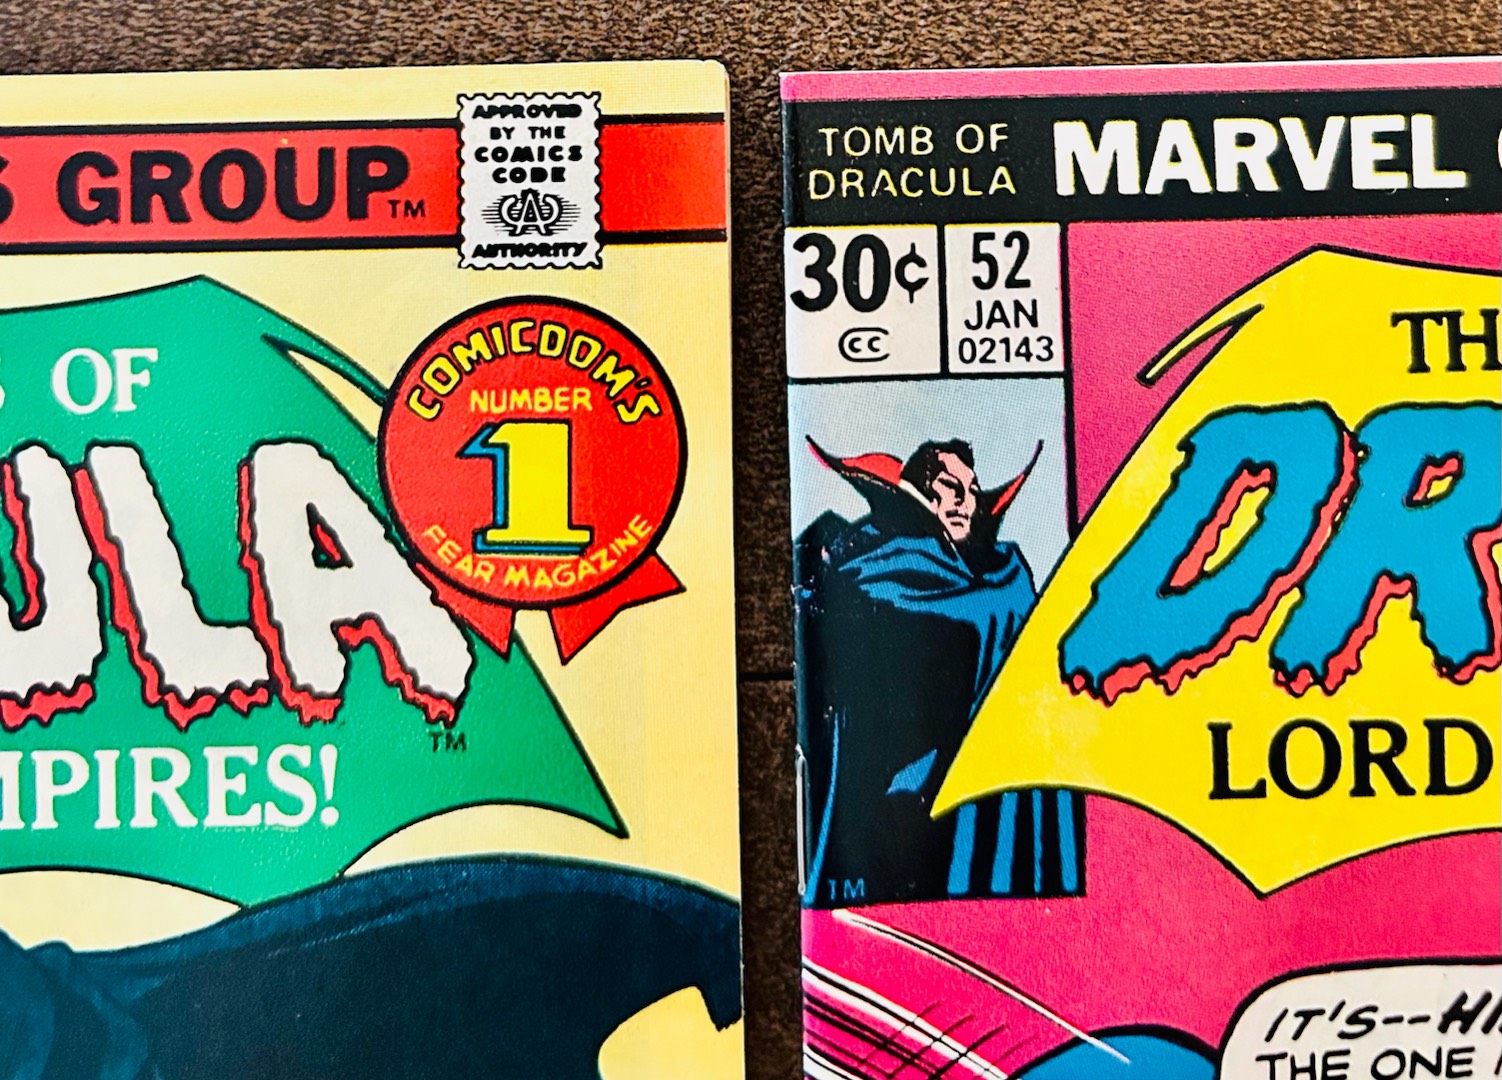 GROUP™
APPROVED
BY THE
COMICS
CODE
CA
AUTHORITY
S OF
ULA
™
MPIRES!
COMICDOM'S
NUMBER
1
FEAR MAGAZINE
TOMB OF
DRACULA
MARVEL
30¢
CC
52
JAN
02143
TM
TH
DR
LORD
IT'S--HI
THE ONE